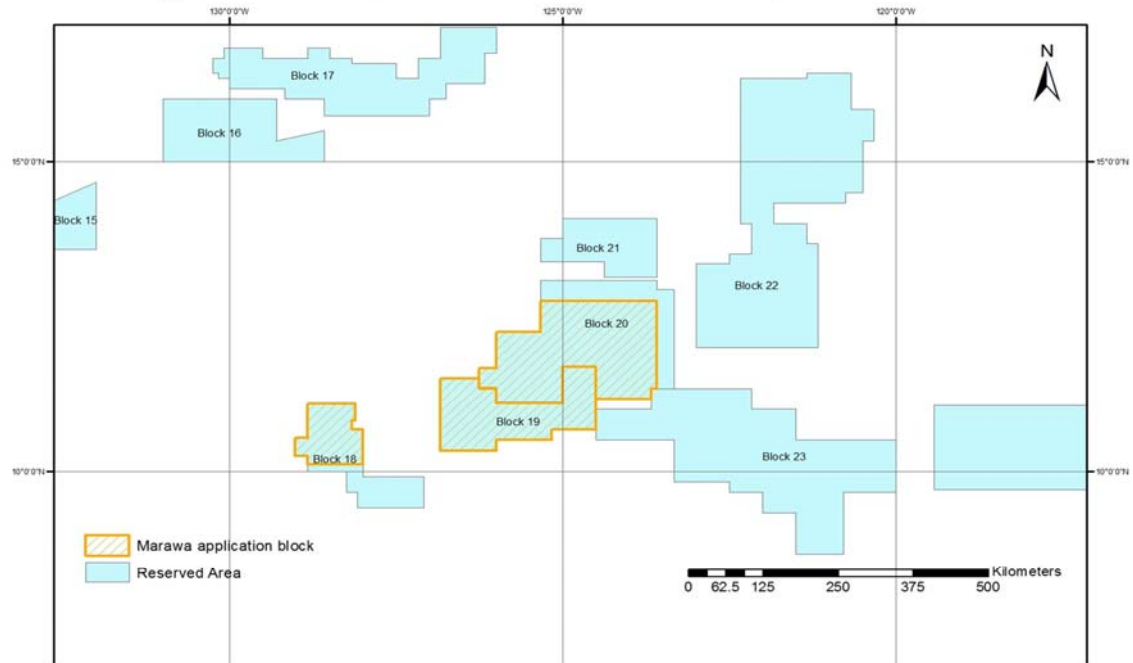 130°0'0"W
125°0'0"W
120°0'0"W
N
Block 17
Block 16
15°0'0"N
15°0'0"N
Block 15
Block 21
Block 22
Block 20
Block 19
Block 18
Block 23
10°0'0"N
10°0'0"N
Marawa application block
Reserved Area
Kilometers
0 62.5 125 250 375 500